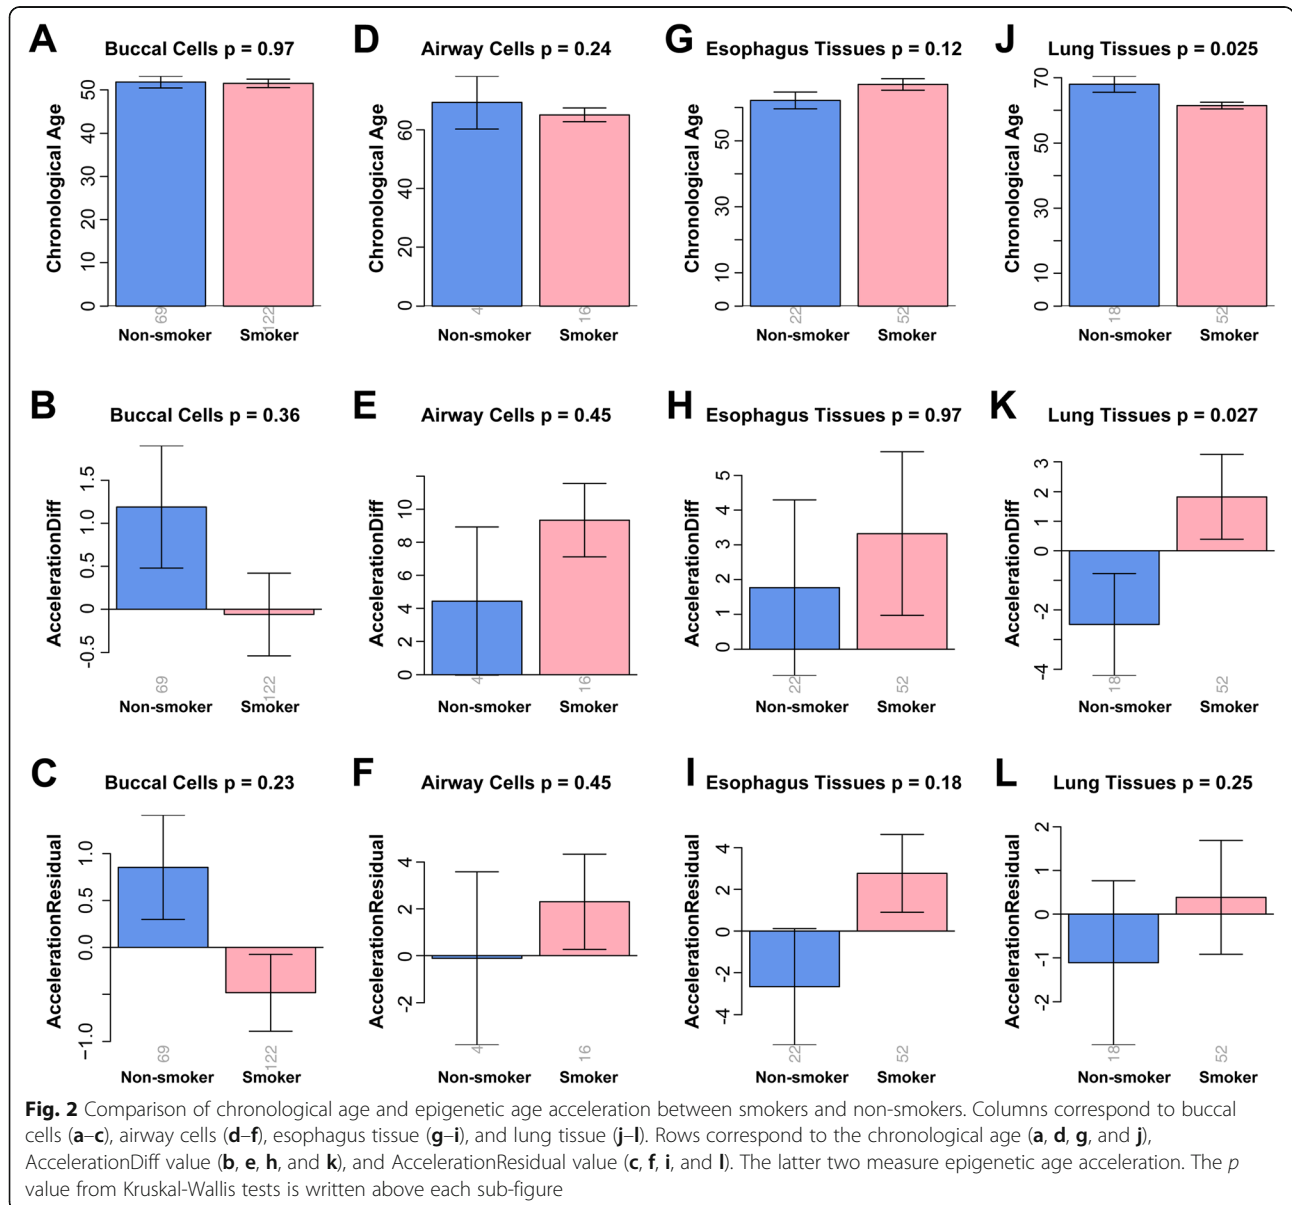 A
Buccal Cells p = 0.97
Chronological Age
0 10 20 30 40 50
69 122
Non-smoker Smoker
D
Airway Cells p = 0.24
Chronological Age
0 20 40 60
4 16
Non-smoker Smoker
G
Esophagus Tissues p = 0.12
Chronological Age
0 10 30 50
22 52
Non-smoker Smoker
J
Lung Tissues p = 0.025
Chronological Age
0 10 30 50 70
18 52
Non-smoker Smoker
B
Buccal Cells p = 0.36
AccelerationDiff
-0.5 0 0.5 1.0 1.5
69 122
Non-smoker Smoker
E
Airway Cells p = 0.45
AccelerationDiff
0 2 4 6 8 10
4 16
Non-smoker Smoker
H
Esophagus Tissues p = 0.97
AccelerationDiff
0 1 2 3 4 5
22 52
Non-smoker Smoker
K
Lung Tissues p = 0.027
AccelerationDiff
-4 -2 0 1 2 3
18 52
Non-smoker Smoker
C
Buccal Cells p = 0.23
AccelerationResidual
−1.0 0.0 0.5 1.0
69 122
Non-smoker Smoker
F
Airway Cells p = 0.45
AccelerationResidual
-2 0 2 4
4 16
Non-smoker Smoker
I
Esophagus Tissues p = 0.18
AccelerationResidual
-4 -2 0 2 4
22 52
Non-smoker Smoker
L
Lung Tissues p = 0.25
AccelerationResidual
-2 -1 0 1 2
18 52
Non-smoker Smoker
Fig. 2 Comparison of chronological age and epigenetic age acceleration between smokers and non-smokers. Columns correspond to buccal
cells (a–c), airway cells (d–f), esophagus tissue (g–i), and lung tissue (j–l). Rows correspond to the chronological age (a, d, g, and j),
AccelerationDiff value (b, e, h, and k), and AccelerationResidual value (c, f, i, and l). The latter two measure epigenetic age acceleration. The p
value from Kruskal-Wallis tests is written above each sub-figure